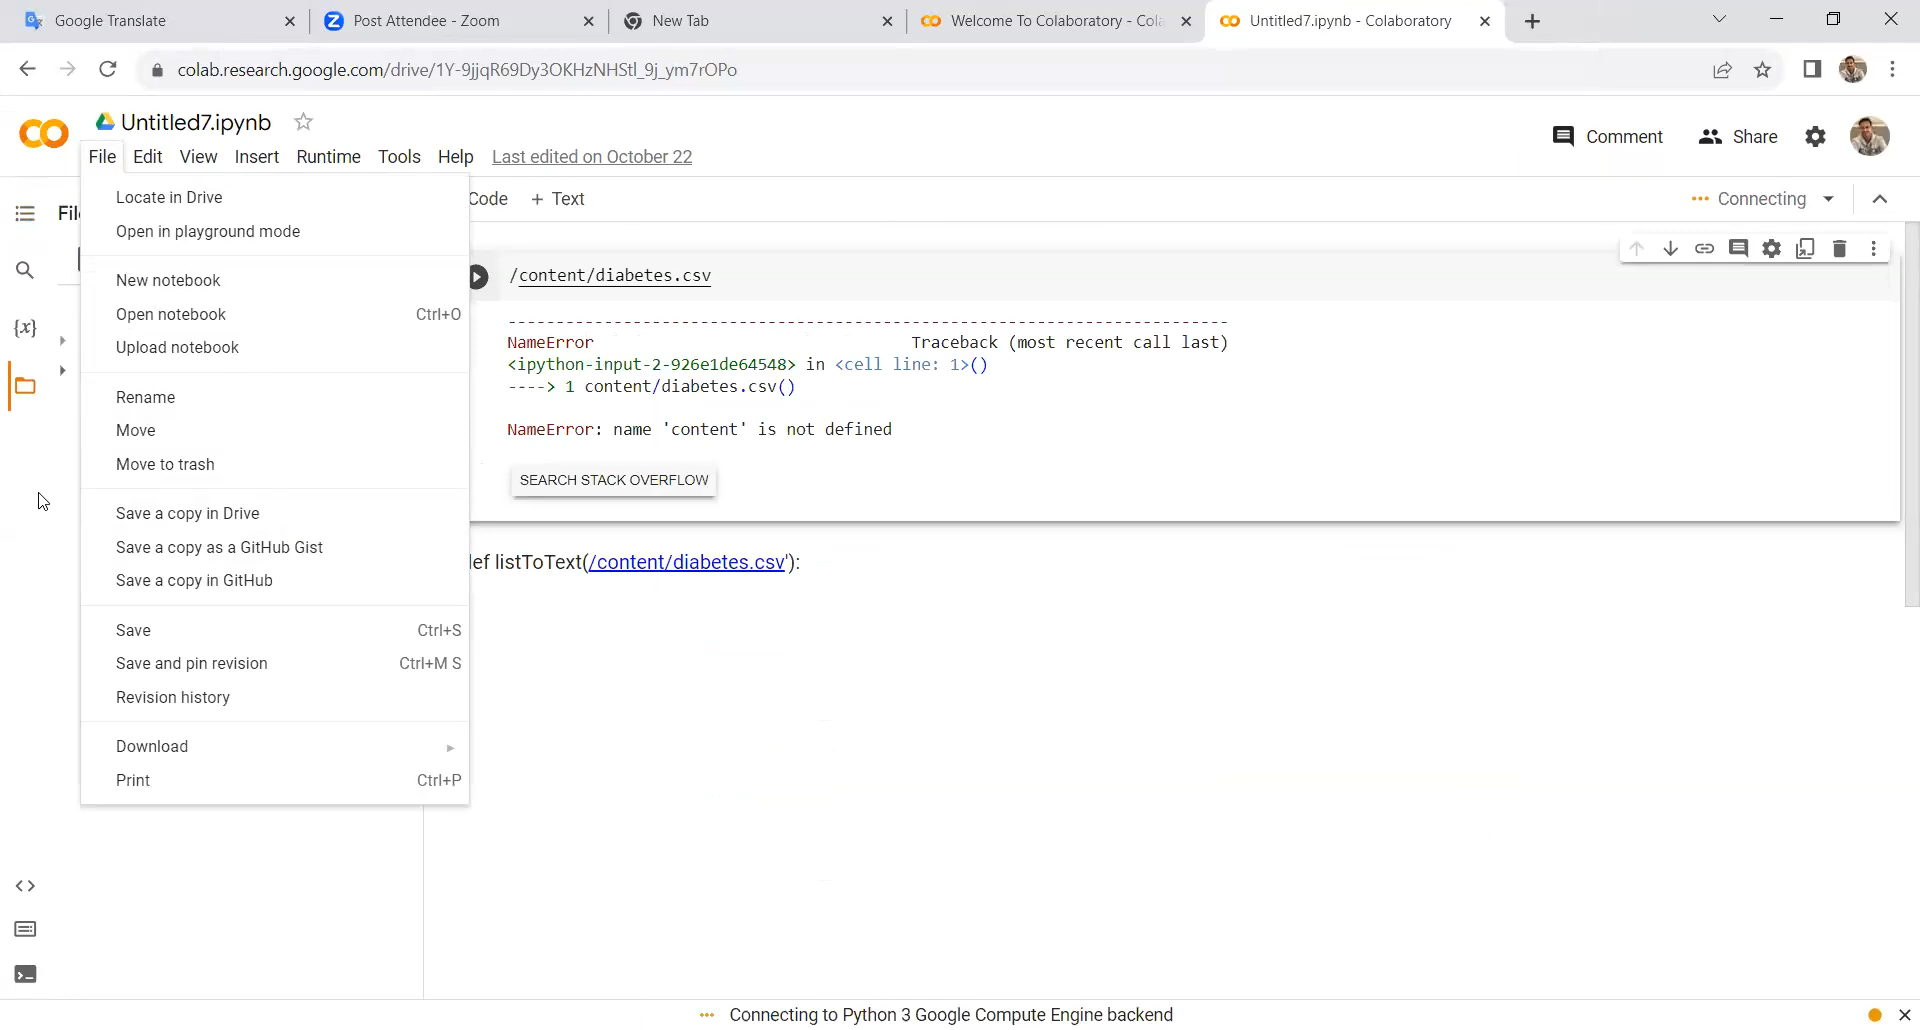 Google Translate
Post Attendee - Zoom
New Tab
Welcome To Colaboratory - Cola
Untitled7.ipynb - Colaboratory
colab.research.google.com/drive/1Y-9jjqR69Dy3OKHzNHStl_9j_ym7rOPo
Untitled7.ipynb
File Edit View Insert Runtime Tools Help Last edited on October 22
Comment Share
Locate in Drive
Open in playground mode
New notebook
Open notebook Ctrl+O
Upload notebook
Rename
Move
Move to trash
Save a copy in Drive
Save a copy as a GitHub Gist
Save a copy in GitHub
Save Ctrl+S
Save and pin revision Ctrl+M S
Revision history
Download
Print Ctrl+P
Fil
Code + Text
Connecting
{x}
/content/diabetes.csv
--------------------------------------------------------------------------- 
NameError Traceback (most recent call last)
<ipython-input-2-926e1de64548> in <cell line: 1>()
----> 1 content/diabetes.csv()
NameError: name 'content' is not defined
SEARCH STACK OVERFLOW
ef listToText(/content/diabetes.csv'):
Connecting to Python 3 Google Compute Engine backend